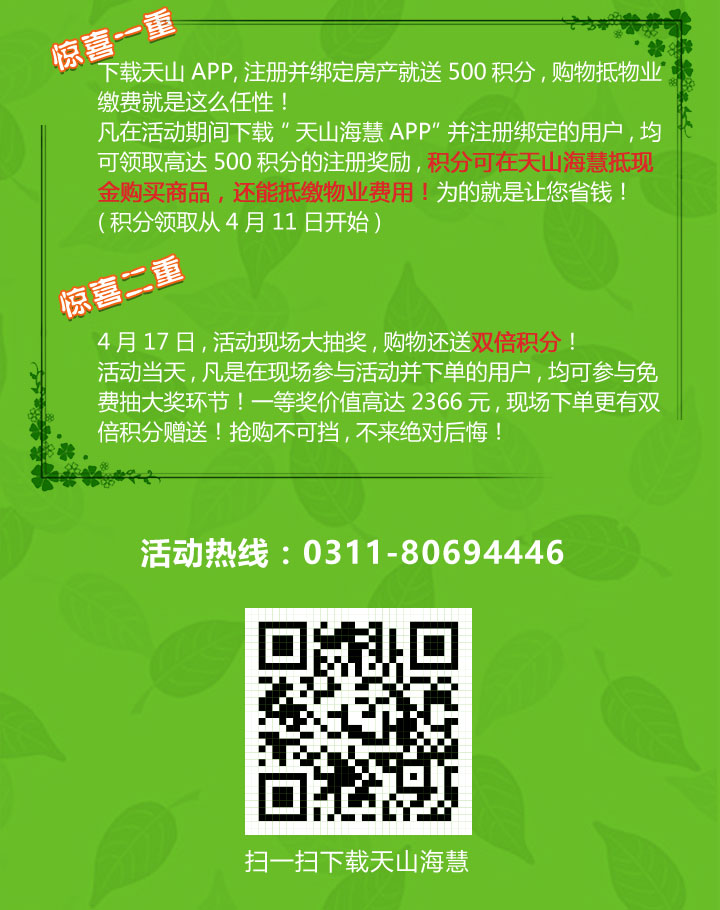 惊喜一重
下载天山 APP, 注册并绑定房产就送 500 积分 , 购物抵物业
缴费就是这么任性！
凡在活动期间下载 “ 天山海慧 APP” 并注册绑定的用户 , 均
可领取高达 500 积分的注册奖励 , 积分可在天山海慧抵现
金购买商品 , 还能抵缴物业费用！为的就是让您省钱！
( 积分领取从 4 月 11 日开始 )
惊喜二重
4 月 17 日 , 活动现场大抽奖 , 购物还送双倍积分！
活动当天 , 凡是在现场参与活动并下单的用户 , 均可参与免
费抽大奖环节！一等奖价值高达 2366 元 , 现场下单更有双
倍积分赠送！抢购不可挡 , 不来绝对后悔！
活动热线：0311-80694446
扫一扫下载天山海慧